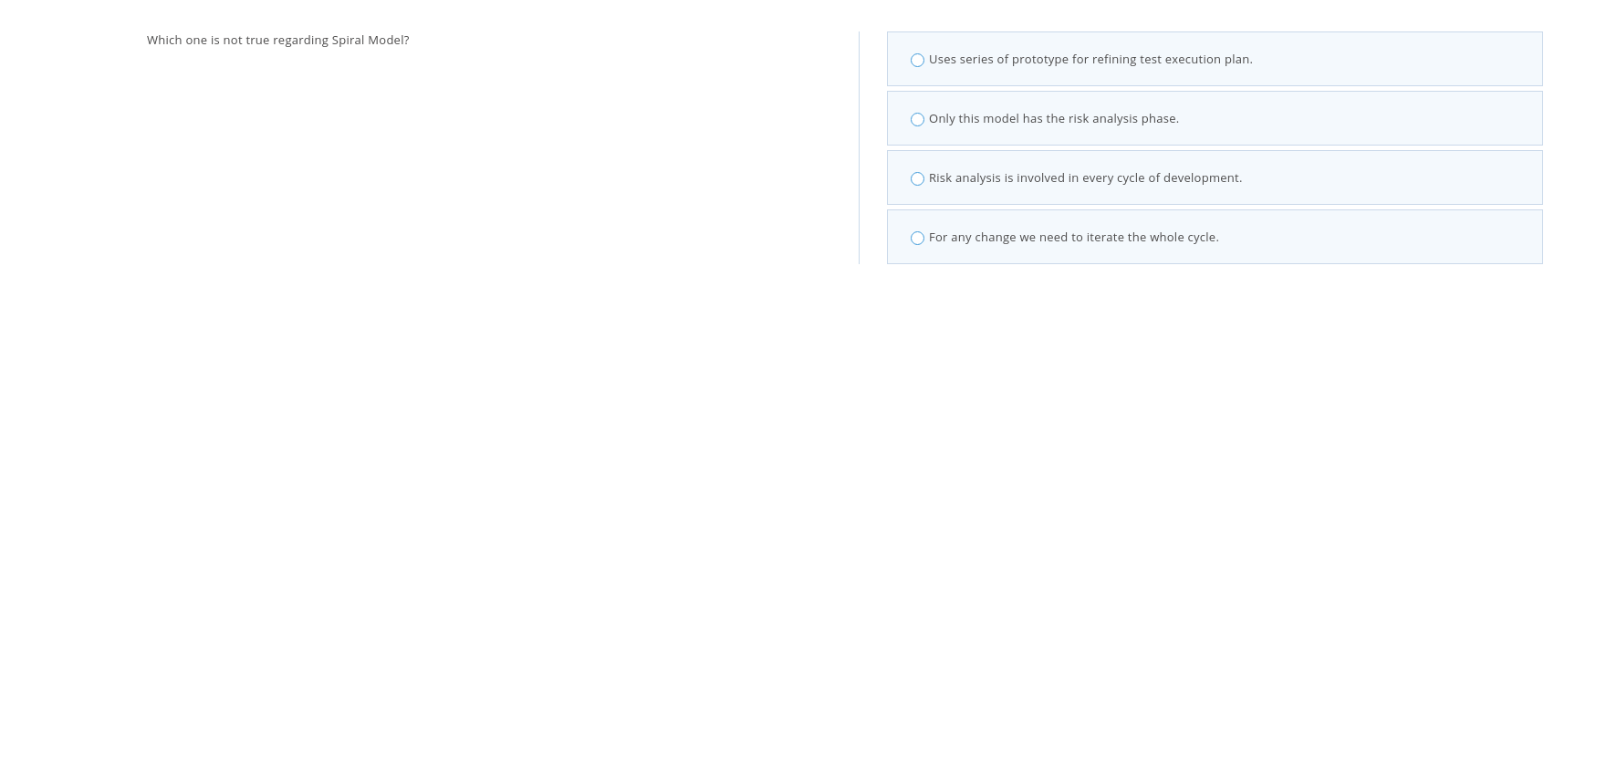 Which one is not true regarding Spiral Model?
Uses series of prototype for refining test execution plan.
Only this model has the risk analysis phase.
Risk analysis is involved in every cycle of development.
For any change we need to iterate the whole cycle.